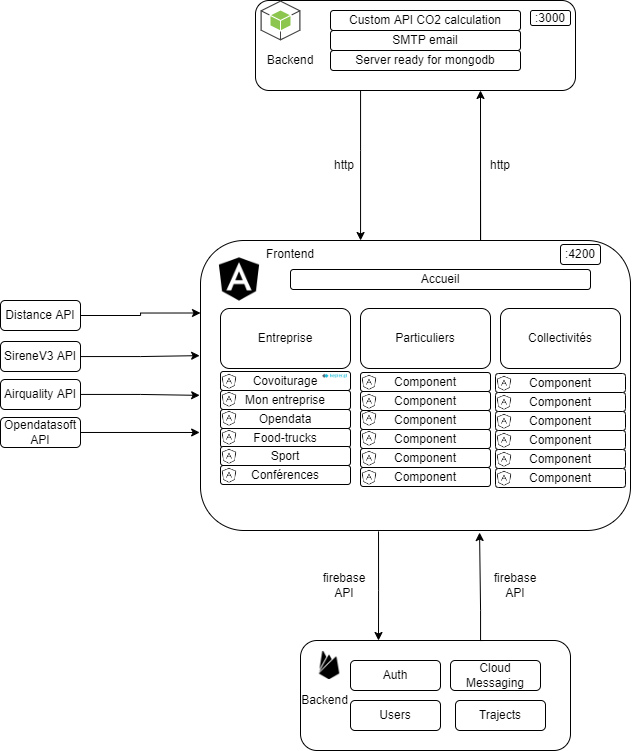 Custom API CO2 calculation
:3000
SMTP email
Backend
Server ready for mongodb
http
http
Frontend
:4200
Accueil
Distance API
SireneV3 API
Airquality API
Opendatasoft
API
Entreprise
Particuliers
Collectivités
Covoiturage
Mon entreprise
Opendata
Food-trucks
Sport
Conférences
Component
Component
Component
Component
Component
Component
Component
Component
Component
Component
Component
Component
firebase
API
firebase
API
Backend
Auth
Cloud
Messaging
Users
Trajects